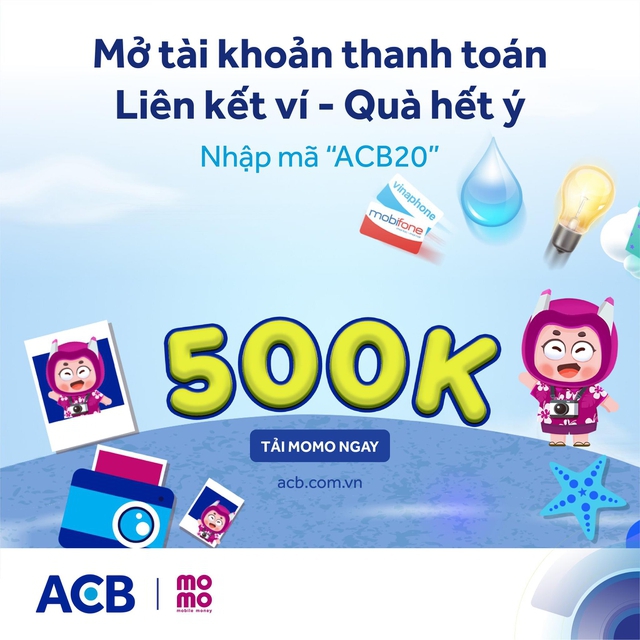 Mở tài khoản thanh toán
Liên kết ví - Quà hết ý
Nhập mã "ACB20"
vinaphone
mobifone
500K
TẢI MOMO NGAY
acb.com.vn
ACB
mo
mo
mobile money